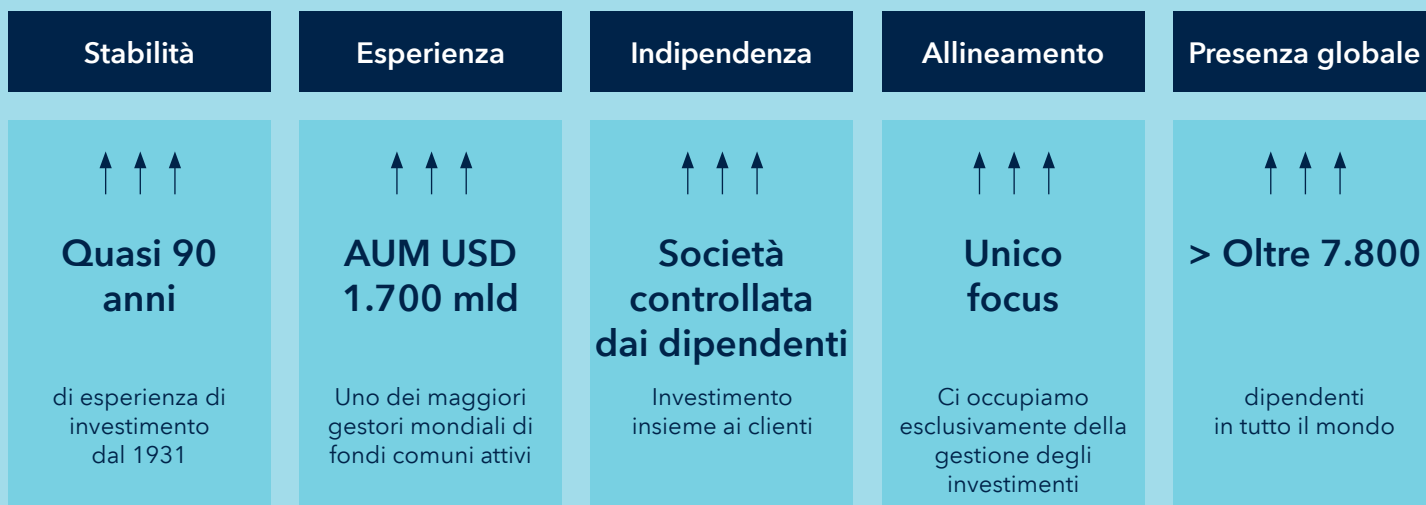 Stabilità
Quasi 90
anni
di esperienza di
investimento
dal 1931
Esperienza
AUM USD
1.700 mld
Uno dei maggiori
gestori mondiali di
fondi comuni attivi
Indipendenza
Società
controllata
dai dipendenti
Investimento
insieme ai clienti
Allineamento
Unico
focus
Ci occupiamo
esclusivamente della
gestione degli
investimenti
Presenza globale
> Oltre 7.800
dipendenti
in tutto il mondo